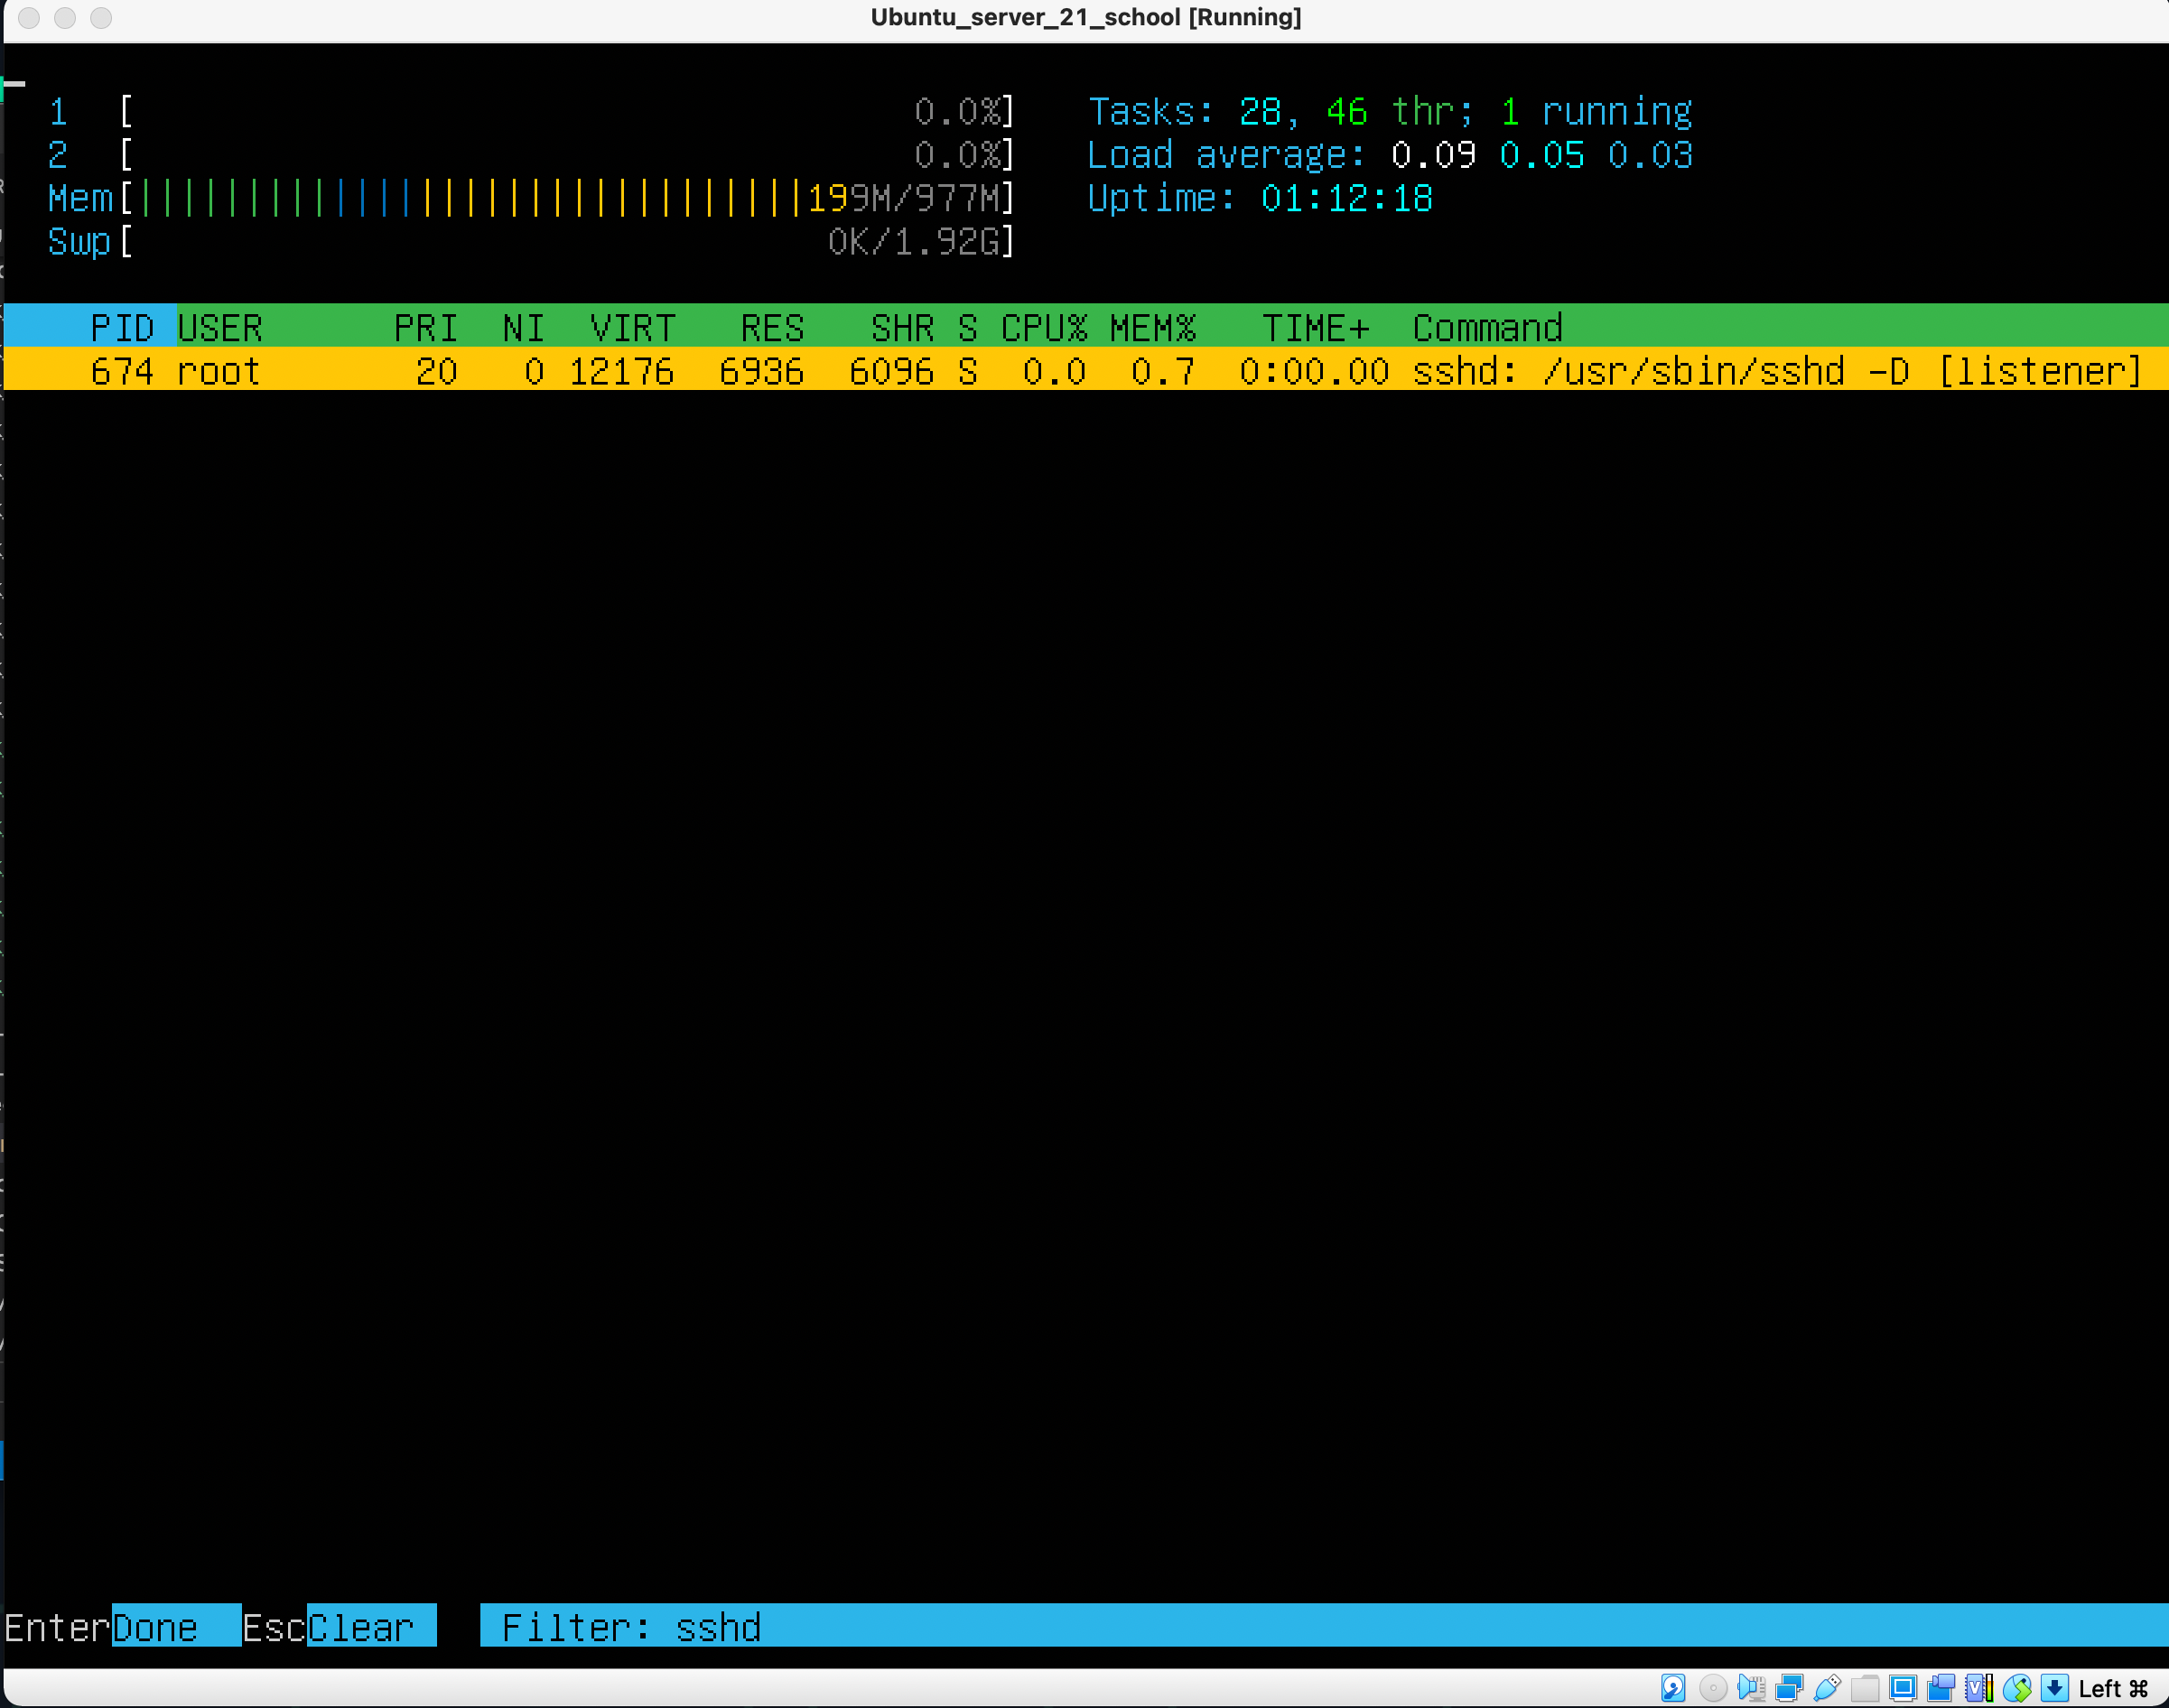 Ubuntu_server_21_school [Running]
1 [ 0.0%] Tasks: 28, 46 thr; 1 running
2 [ 0.0%] Load average: 0.09 0.05 0.03
Mem[||||||||||||||||||||||||||||||||199M/977M] Uptime: 01:12:18
Swp[ 0K/1.92G]
PID USER PRI NI VIRT RES SHR S CPU% MEM% TIME+ Command
674 root 20 0 12176 6936 6096 S 0.0 0.7 0:00.00 sshd: /usr/sbin/sshd -D [listener]
EnterDone EscClear Filter: sshd
Left ⌘